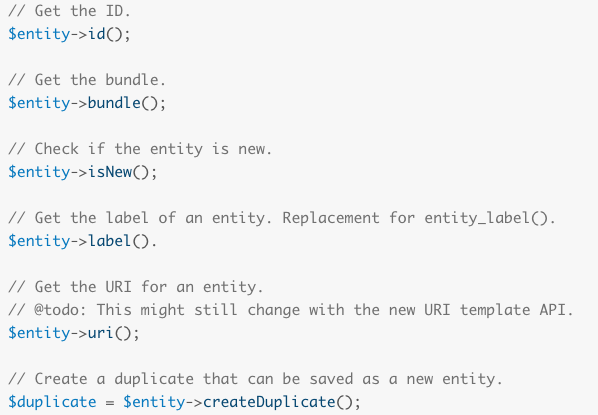 // Get the ID.
$entity->id();
// Get the bundle.
$entity->bundle();
// Check if the entity is new.
$entity->isNew();
// Get the label of an entity. Replacement for entity_label().
$entity->label().
// Get the URI for an entity.
// @todo: This might still change with the new URI template API.
$entity->uri();
// Create a duplicate that can be saved as a new entity.
$duplicate = $entity->createDuplicate();